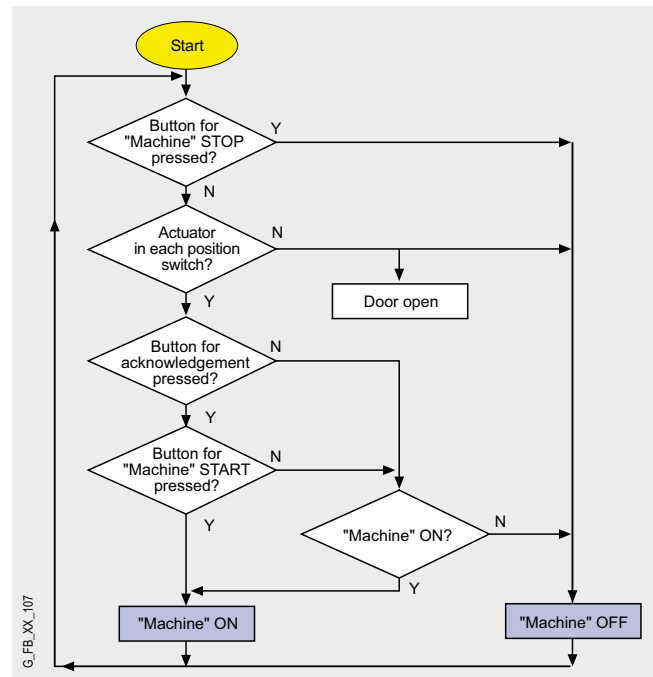 Start
Button for
"Machine" STOP
pressed?
Y
N
Actuator
in each position
switch?
N
Door open
Y
Button for
acknowledgement
pressed?
N
Y
Button for
"Machine" START
pressed?
N
Y
"Machine" ON?
N
Y
"Machine" ON
"Machine" OFF
G_FB_XX_107